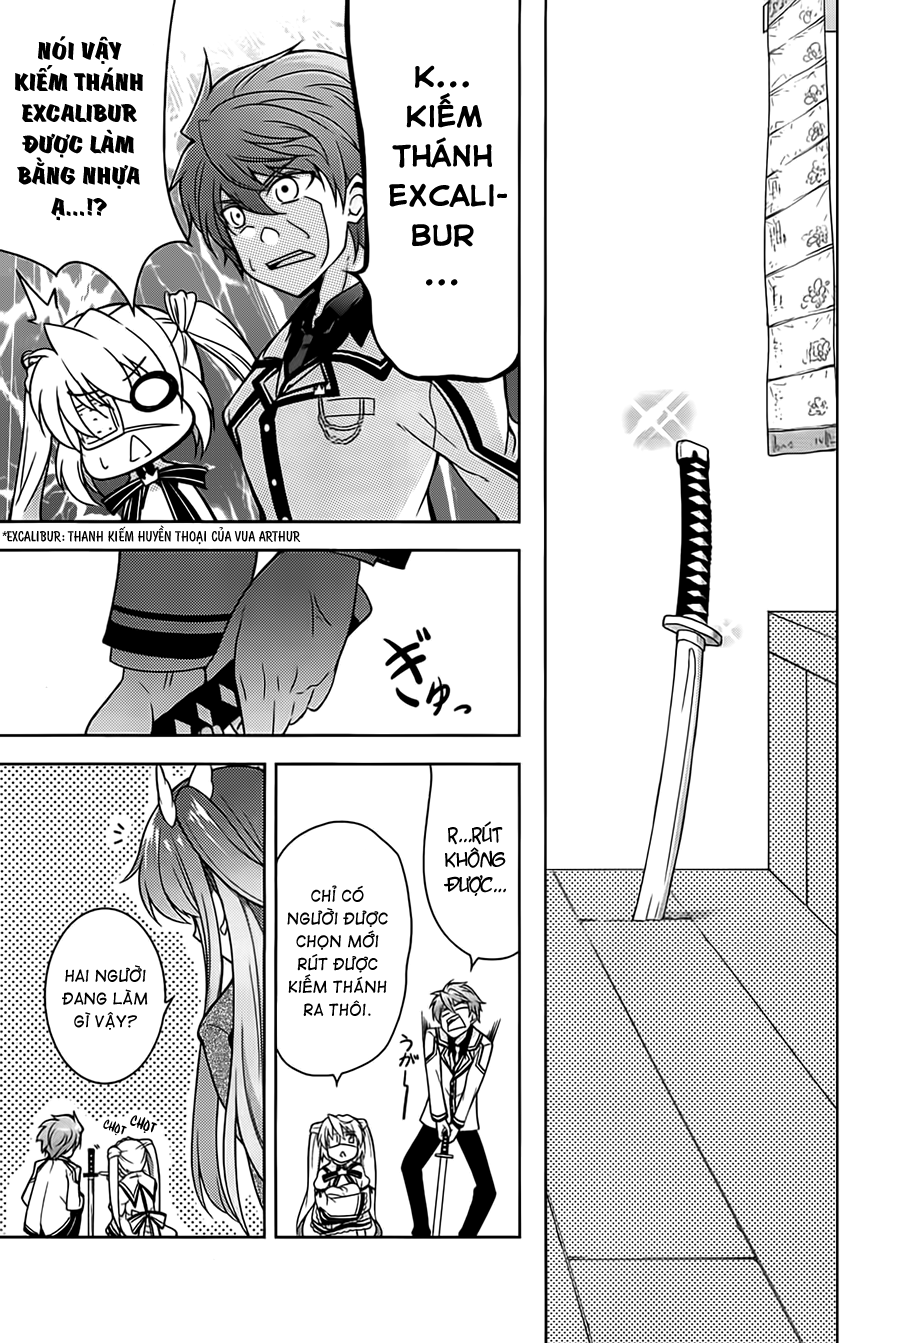 K...
KIẾM
THÁNH
EXCALI-
BUR
...
NÓI VẬY
KIẾM THÁNH
EXCALIBUR
ĐƯỢC LÀM
BẰNG NHỰA
Ạ...!?
*EXCALIBUR: THANH KIẾM HUYỀN THOẠI CỦA VUA ARTHUR
ぎゅっ
R...RÚT
KHÔNG
ĐƯỢC...
CHỈ CÓ
NGƯỜI ĐƯỢC
CHỌN MỚI
RÚT ĐƯỢC
KIẾM THÁNH
RA THÔI.
うがー
HAI NGƯỜI
ĐANG LÀM
GÌ VẬY?
CHỌT CHỌT